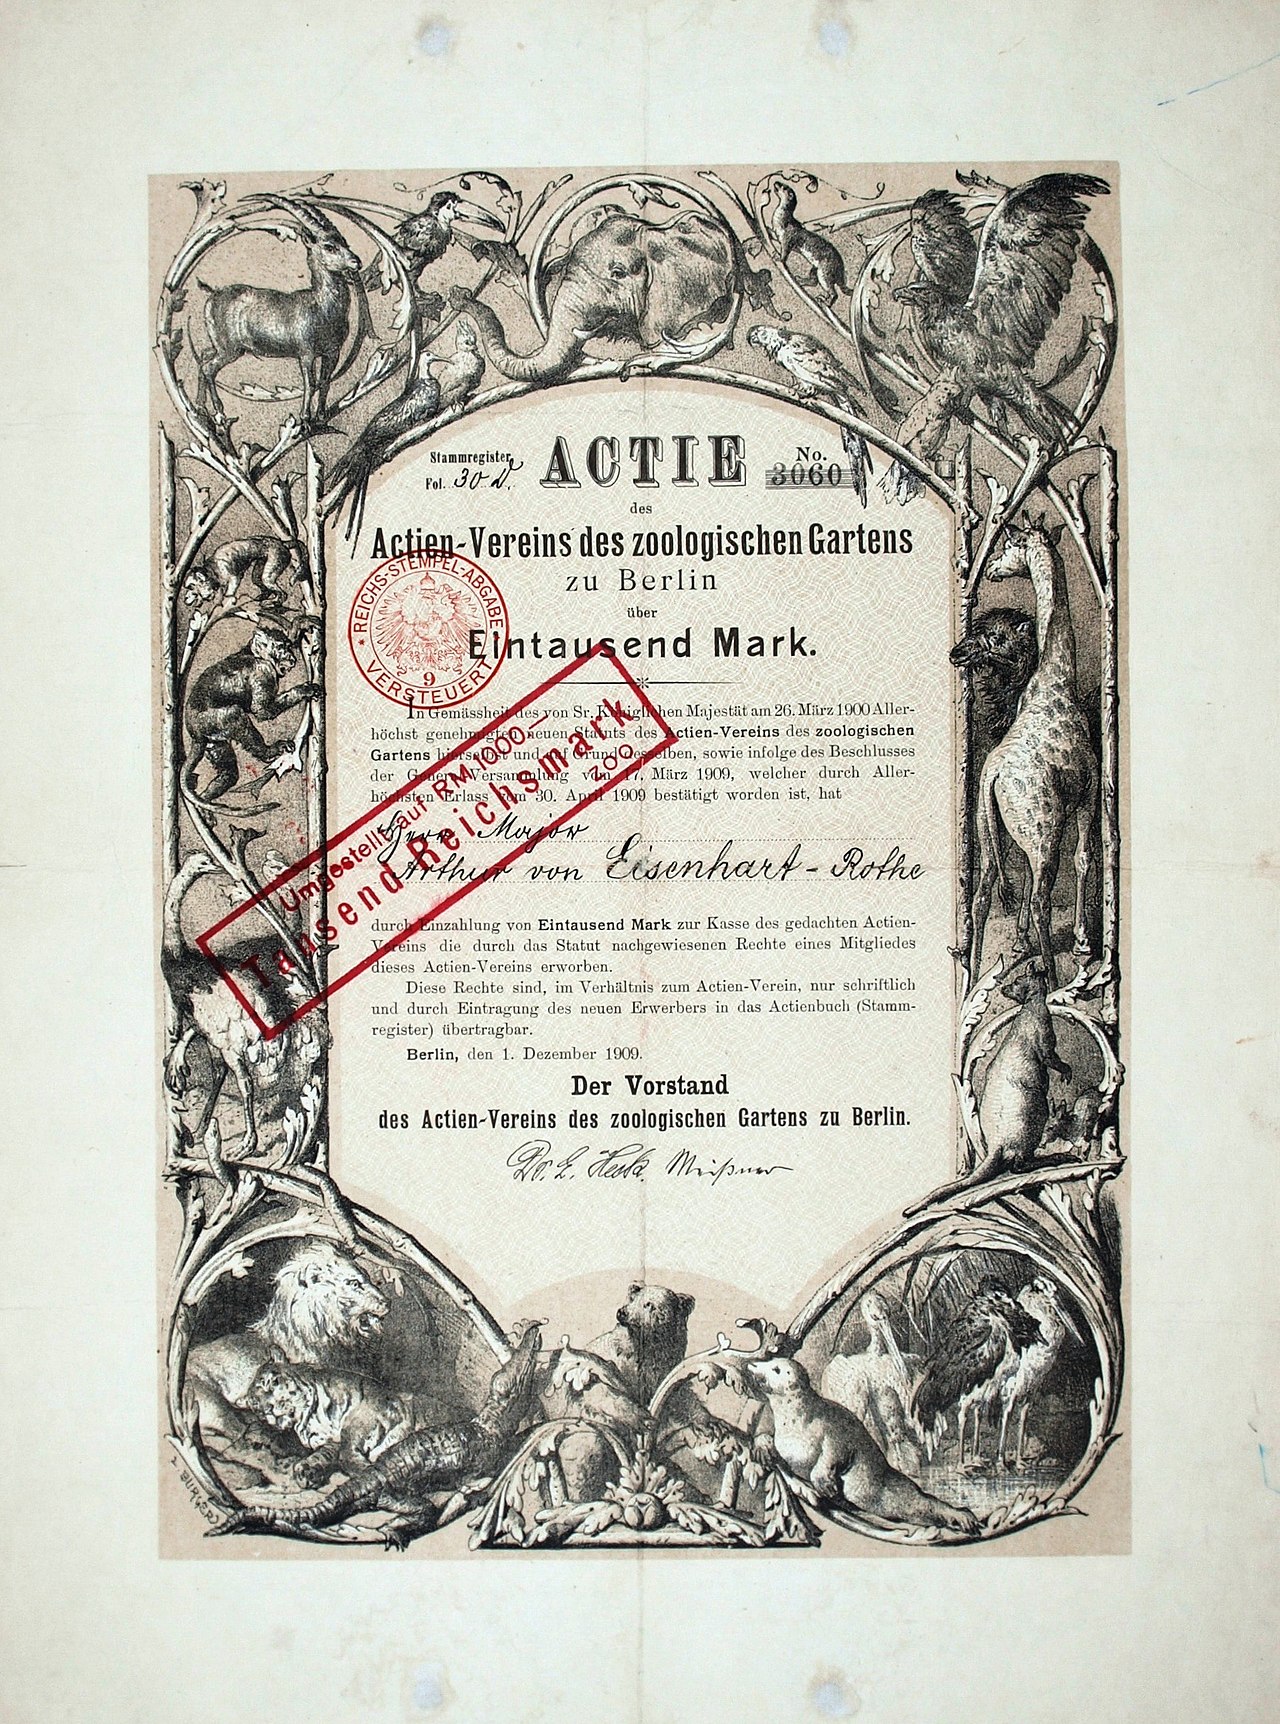 Stammregister
Fol. 30 D.
ACTIE
No.
3060
des
Actien-Vereins des zoologischen Gartens
zu Berlin
über
Eintausend Mark.
REICHS-STEMPEL-ABGABE
9
VERSTEUERT
In Gemässheit des von Sr. Königlichen Majestät am 26. März 1900 Aller-
höchst genehmigten neuen Statuts des Actien-Vereins des zoologischen
Gartens hierselbst und auf Grund desselben, sowie infolge des Beschlusses
der General-Versammlung vom 17. März 1909, welcher durch Aller-
höchsten Erlass vom 30. April 1909 bestätigt worden ist, hat
Herr Major
Arthur von Eisenhart-Rothe
Umgestellt auf RM 1000.—
Tausend Reichsmark
ZOO
durch Einzahlung von Eintausend Mark zur Kasse des gedachten Actien-
Vereins die durch das Statut nachgewiesenen Rechte eines Mitgliedes
dieses Actien-Vereins erworben.
Diese Rechte sind, im Verhältnis zum Actien-Verein, nur schriftlich
und durch Eintragung des neuen Erwerbers in das Actienbuch (Stamm-
register) übertragbar.
Berlin, den 1. Dezember 1909.
Der Vorstand
des Actien-Vereins des zoologischen Gartens zu Berlin.
Dr. L. Heck. Meißner